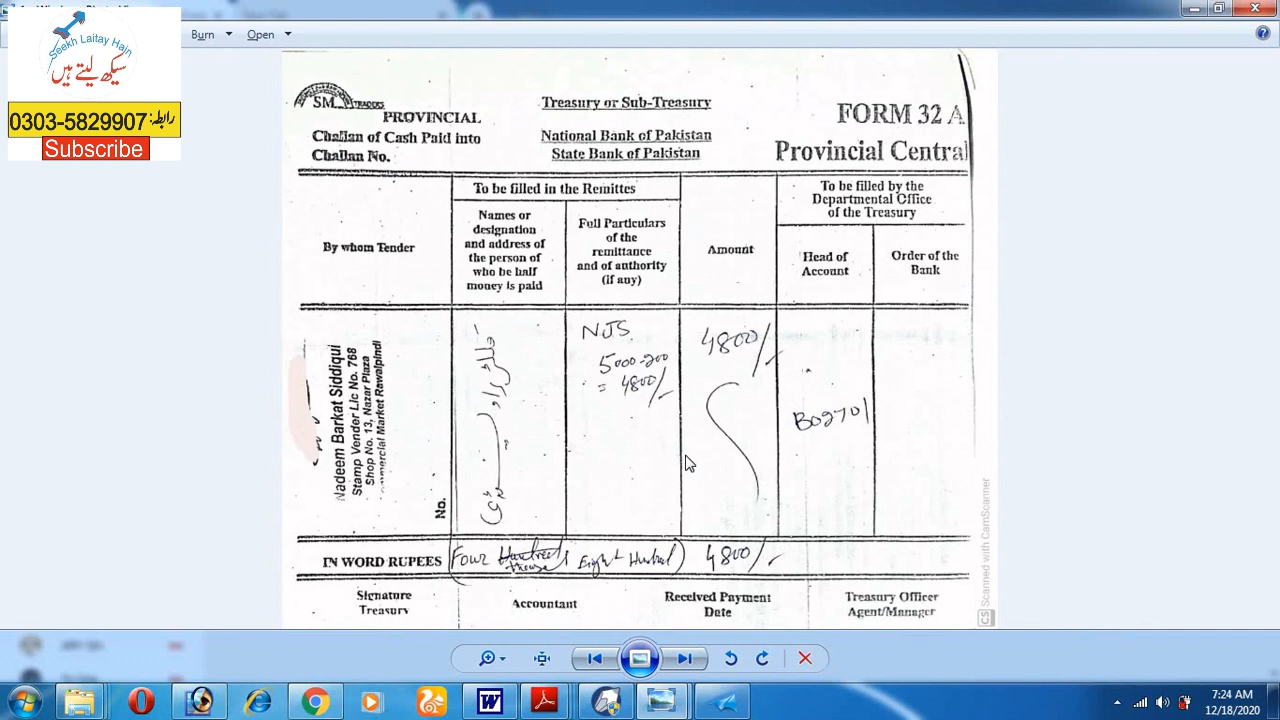 Burn
Open
Seekh Laitay Hain
سیکھ لیتے ہیں
0303-5829907 :رابطہ
Subscribe
SM TRADERS
PROVINCIAL
Challan of Cash Paid into
Challan No.
Treasury or Sub-Treasury
National Bank of Pakistan
State Bank of Pakistan
FORM 32 A
Provincial Central
By whom Tender
To be filled in the Remittes
Names or
designation
and address of
the person of
who be half
money is paid
Full Particulars
of the
remittance
and of authority
(if any)
Amount
To be filled by the
Departmental Office
of the Treasury
Head of
Account
Order of the
Bank
Nadeem Barkat Siddiqui
Stamp Vender Lic No. 768
Shop No. 13, Nazar Plaza
Commercial Market Rawalpindi
No.
NJS
5000-200
= 4800/-
4800/-
B02701
IN WORD RUPEES
Four
Eight Hundred)
4800/-
Signature
Treasury
Accountant
Received Payment
Date
Treasury Officer
Agent/Manager
CS Scanned with CamScanner
7:24 AM
12/18/2020